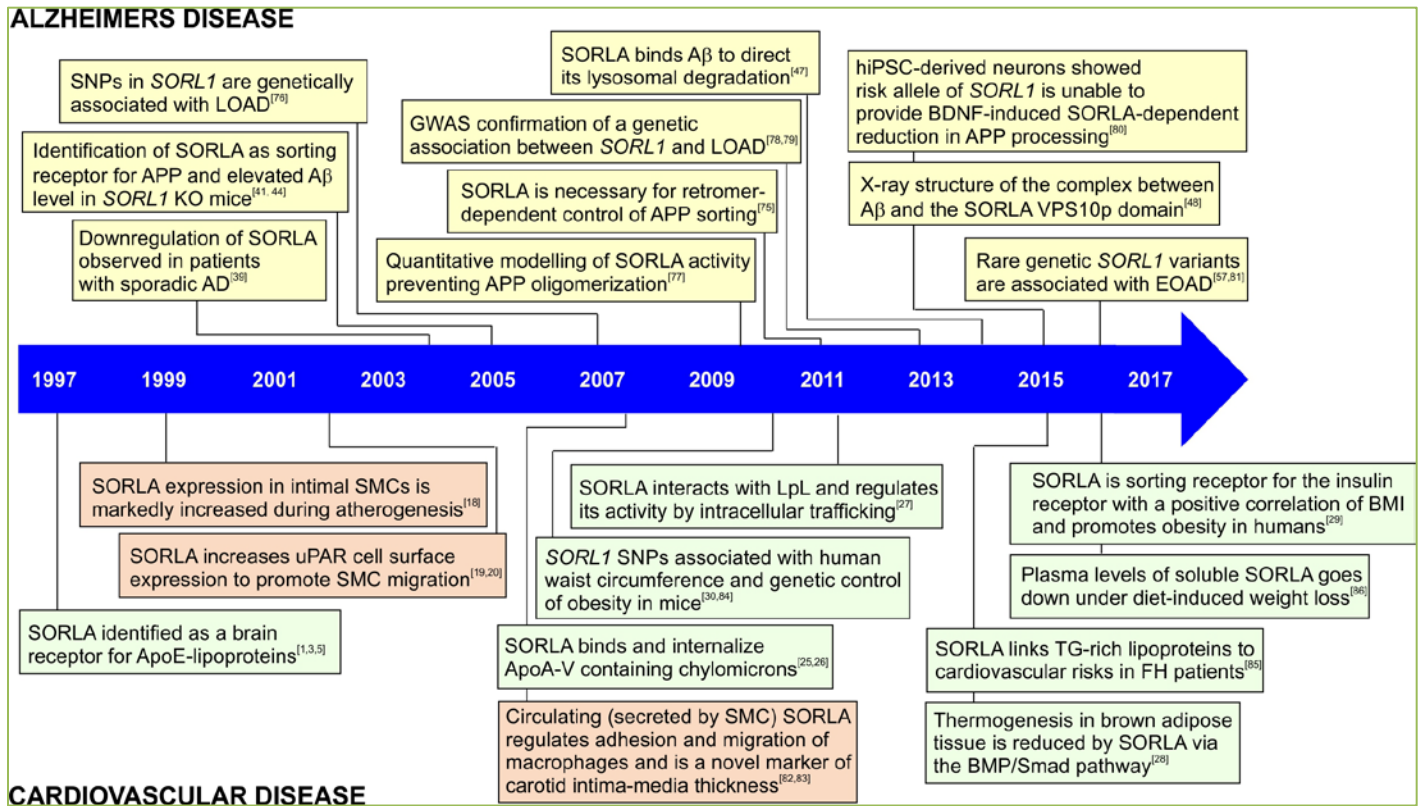 ALZHEIMERS DISEASE
SNPs in SORL1 are genetically
associated with LOAD[76]
Identification of SORLA as sorting
receptor for APP and elevated Aβ
level in SORL1 KO mice[41, 44]
Downregulation of SORLA
observed in patients
with sporadic AD[39]
SORLA binds Aβ to direct
its lysosomal degradation[47]
GWAS confirmation of a genetic
association between SORL1 and LOAD[78,79]
SORLA is necessary for retromer-
dependent control of APP sorting[75]
Quantitative modelling of SORLA activity
preventing APP oligomerization[77]
hiPSC-derived neurons showed
risk allele of SORL1 is unable to
provide BDNF-induced SORLA-dependent
reduction in APP processing[80]
X-ray structure of the complex between
Aβ and the SORLA VPS10p domain[48]
Rare genetic SORL1 variants
are associated with EOAD[57,81]
1997 1999 2001 2003 2005 2007 2009 2011 2013 2015 2017
SORLA expression in intimal SMCs is
markedly increased during atherogenesis[18]
SORLA increases uPAR cell surface
expression to promote SMC migration[19,20]
SORLA identified as a brain
receptor for ApoE-lipoproteins[1,3,5]
SORLA interacts with LpL and regulates
its activity by intracellular trafficking[27]
SORL1 SNPs associated with human
waist circumference and genetic control
of obesity in mice[30,84]
SORLA binds and internalize
ApoA-V containing chylomicrons[25,26]
Circulating (secreted by SMC) SORLA
regulates adhesion and migration of
macrophages and is a novel marker of
carotid intima-media thickness[82,83]
SORLA is sorting receptor for the insulin
receptor with a positive correlation of BMI
and promotes obesity in humans[29]
Plasma levels of soluble SORLA goes
down under diet-induced weight loss[86]
SORLA links TG-rich lipoproteins to
cardiovascular risks in FH patients[85]
Thermogenesis in brown adipose
tissue is reduced by SORLA via
the BMP/Smad pathway[28]
CARDIOVASCULAR DISEASE